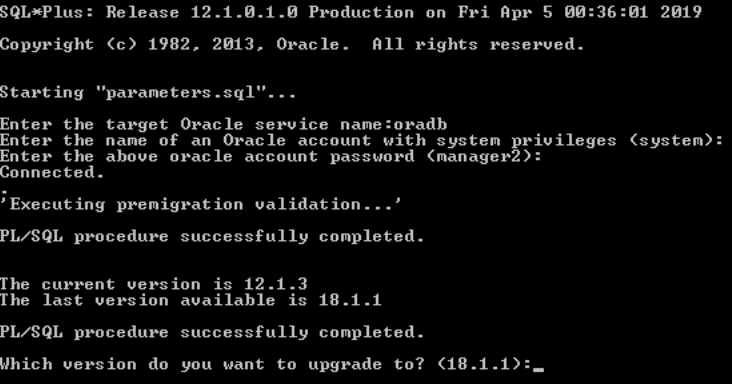 SQL*Plus: Release 12.1.0.1.0 Production on Fri Apr 5 00:36:01 2019
Copyright (c) 1982, 2013, Oracle.  All rights reserved.
Starting "parameters.sql"...
Enter the target Oracle service name:oradb
Enter the name of an Oracle account with system privileges (system):
Enter the above oracle account password (manager2):
Connected.
.
'Executing premigration validation...'
PL/SQL procedure successfully completed.
The current version is 12.1.3
The last version available is 18.1.1
PL/SQL procedure successfully completed.
Which version do you want to upgrade to? (18.1.1):_